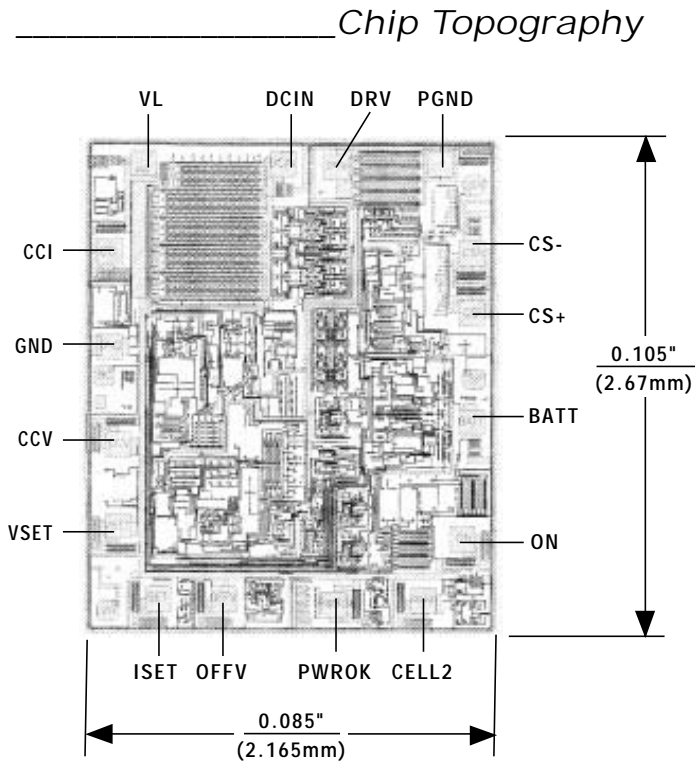 Chip Topography
VL DCIN DRV PGND
CCI
CS-
CS+
GND
0.105"
(2.67mm)
BATT
CCV
VSET
ON
ISET OFFV PWROK CELL2
0.085"
(2.165mm)